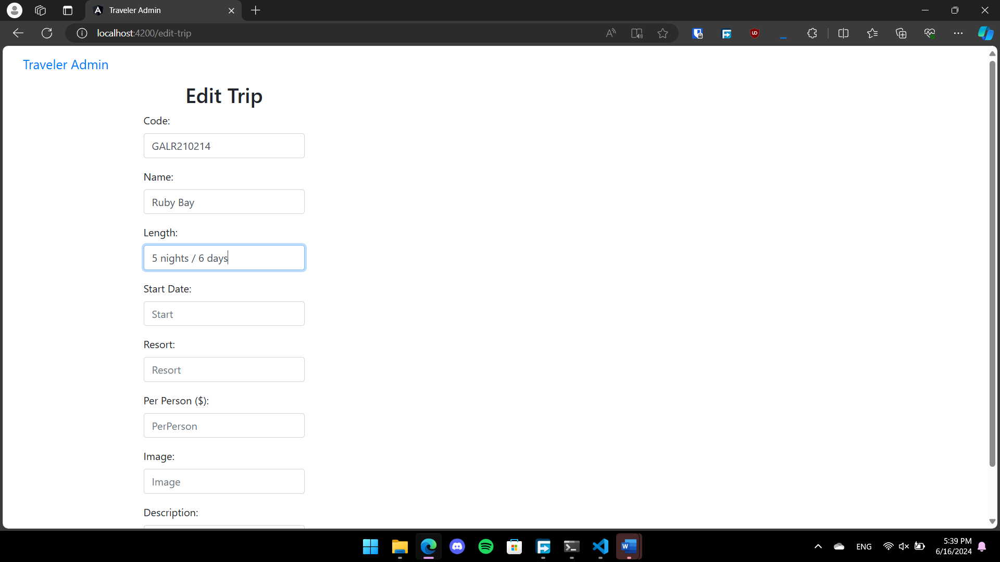 Traveler Admin
localhost:4200/edit-trip
Traveler Admin
Edit Trip
Code:
GALR210214
Name:
Ruby Bay
Length:
5 nights / 6 days
Start Date:
Start
Resort:
Resort
Per Person ($):
PerPerson
Image:
Image
Description:
ENG
5:39 PM
6/16/2024